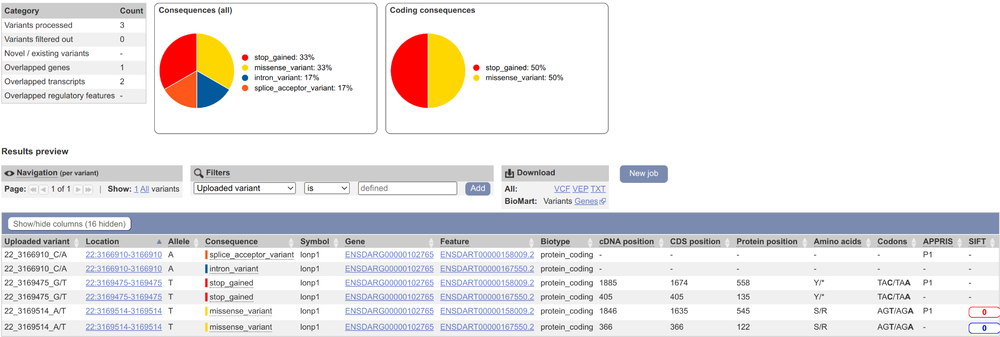 Category Count
Variants processed 3
Variants filtered out 0
Novel / existing variants -
Overlapped genes 1
Overlapped transcripts 2
Overlapped regulatory features -
Consequences (all)
stop_gained: 33%
missense_variant: 33%
intron_variant: 17%
splice_acceptor_variant: 17%
Coding consequences
stop_gained: 50%
missense_variant: 50%
Results preview
Navigation (per variant)
Page: 1 of 1 | Show: 1 All variants
Filters
Uploaded variant is defined Add
Download
All: VCF VEP TXT
BioMart: Variants Genes
New job
Show/hide columns (16 hidden)
Uploaded variant Location Allele Consequence Symbol Gene Feature Biotype cDNA position CDS position Protein position Amino acids Codons APPRIS SIFT
22_3166910_C/A 22:3166910-3166910 A splice_acceptor_variant lonp1 ENSDARG00000102765 ENSDART00000158009.2 protein_coding - - - - - P1 -
22_3166910_C/A 22:3166910-3166910 A intron_variant lonp1 ENSDARG00000102765 ENSDART00000167550.2 protein_coding - - - - - - -
22_3169475_G/T 22:3169475-3169475 T stop_gained lonp1 ENSDARG00000102765 ENSDART00000158009.2 protein_coding 1885 1674 558 Y/* TAC/TAA P1 -
22_3169475_G/T 22:3169475-3169475 T stop_gained lonp1 ENSDARG00000102765 ENSDART00000167550.2 protein_coding 405 405 135 Y/* TAC/TAA - -
22_3169514_A/T 22:3169514-3169514 T missense_variant lonp1 ENSDARG00000102765 ENSDART00000158009.2 protein_coding 1846 1635 545 S/R AGT/AGA P1 0
22_3169514_A/T 22:3169514-3169514 T missense_variant lonp1 ENSDARG00000102765 ENSDART00000167550.2 protein_coding 366 366 122 S/R AGT/AGA - 0